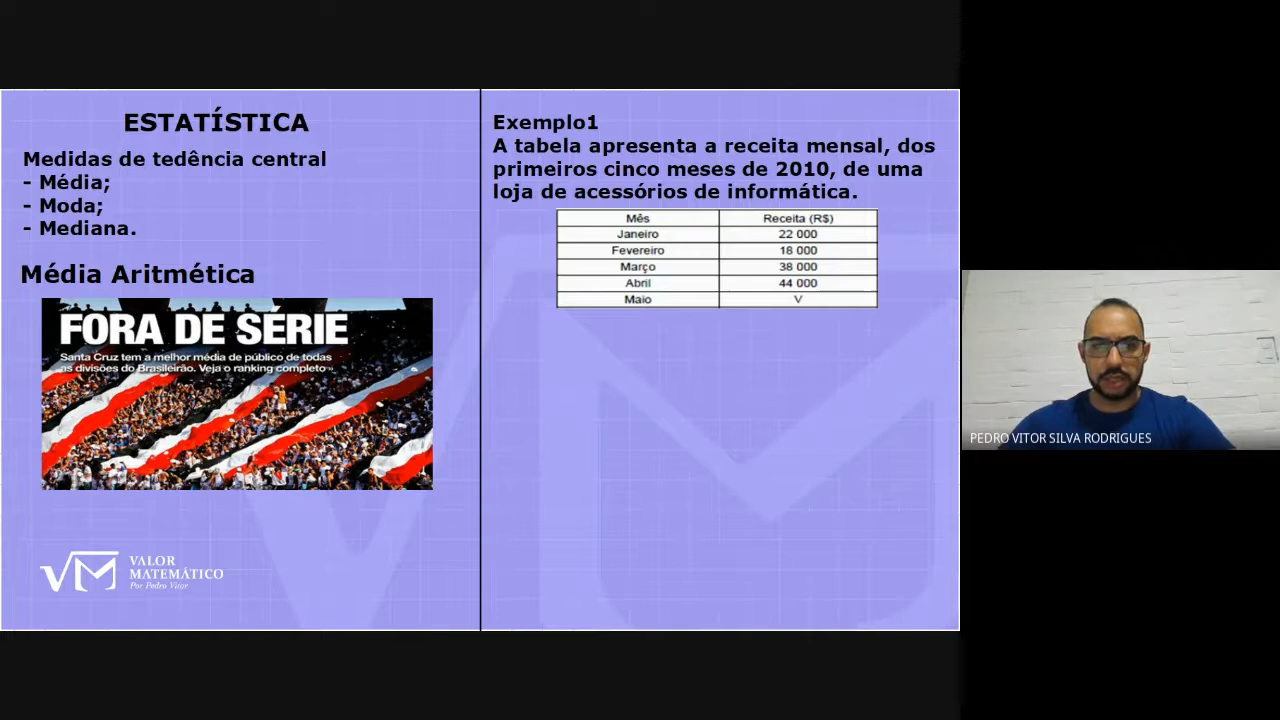 ESTATÍSTICA
Medidas de tedência central
- Média;
- Moda;
- Mediana.
Média Aritmética
FORA DE SÉRIE
Santa Cruz tem a melhor média de público de todas
as divisões do Brasileirão. Veja o ranking completo »
VM VALOR
MATEMÁTICO
Por Pedro Vitor
Exemplo1
A tabela apresenta a receita mensal, dos
primeiros cinco meses de 2010, de uma
loja de acessórios de informática.
Mês Receita (R$)
Janeiro 22 000
Fevereiro 18 000
Março 38 000
Abril 44 000
Maio V
PEDRO VITOR SILVA RODRIGUES